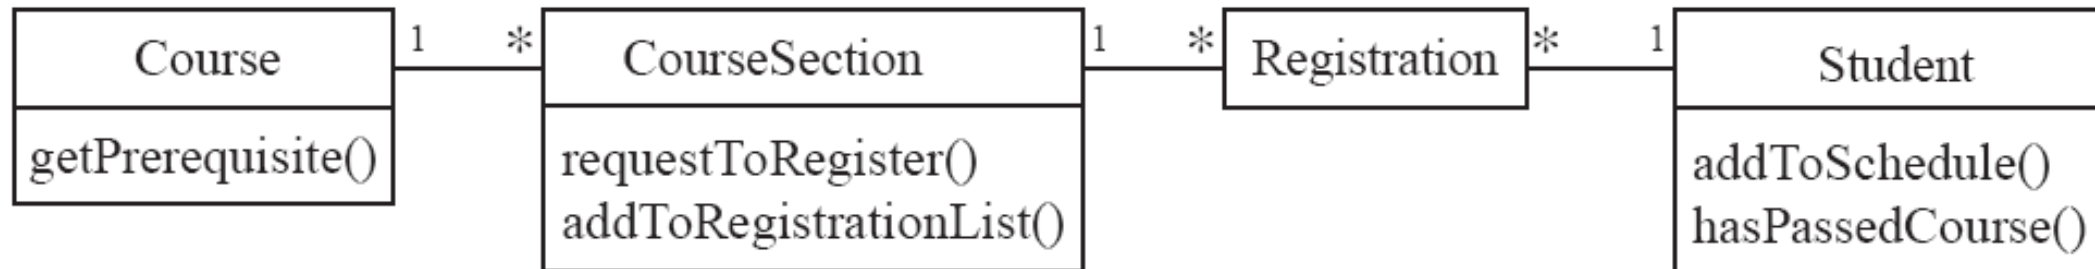 Course
getPrerequisite()
1
*
CourseSection
requestToRegister()
addToRegistrationList()
1
*
Registration
*
1
Student
addToSchedule()
hasPassedCourse()